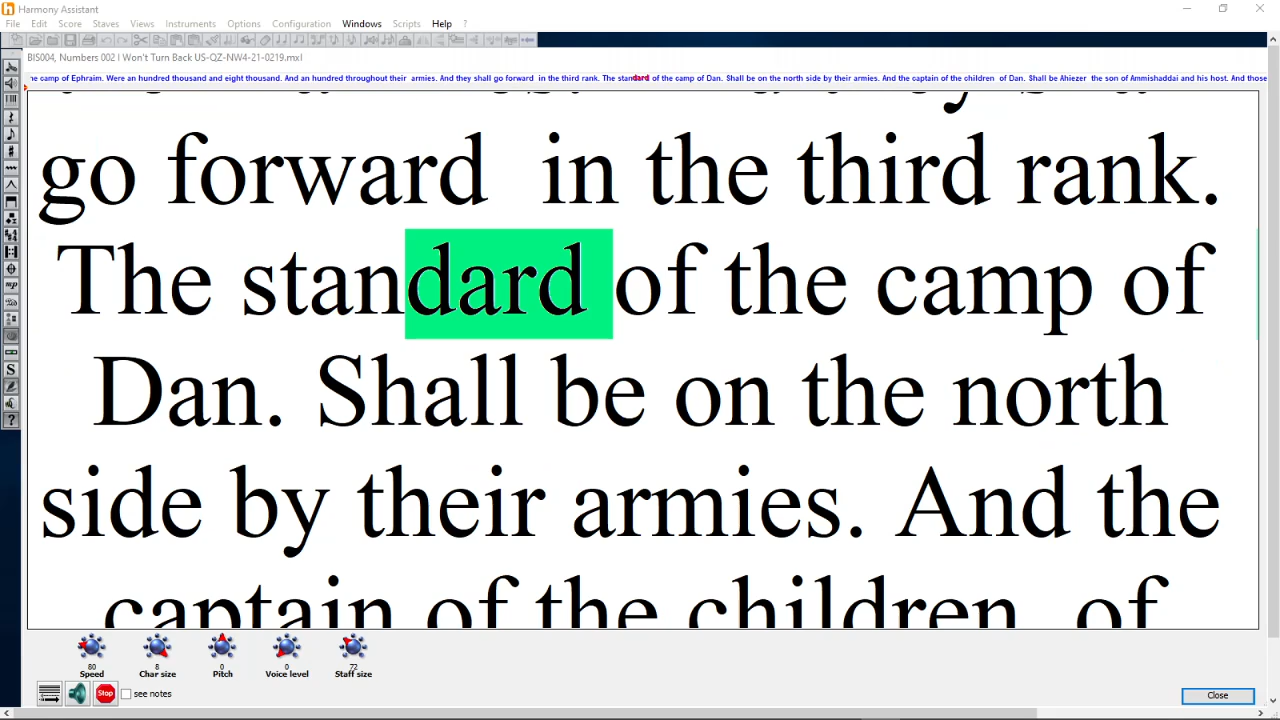 Harmony Assistant
File Edit Score Staves Views Instruments Options Configuration Windows Scripts Help ?
BIS004, Numbers 002 I Won't Turn Back US-QZ-NW4-21-0219.mxl
he camp of Ephraim. Were an hundred thousand and eight thousand. And an hundred throughout their armies. And they shall go forward in the third rank. The standard of the camp of Dan. Shall be on the north side by their armies. And the captain of the children of Dan. Shall be Ahiezer the son of Ammishaddai and his host. And those
go forward in the third rank.
The standard of the camp of
Dan. Shall be on the north
side by their armies. And the
captain of the children of
80 8 0 0 72
Speed Char size Pitch Voice level Staff size
Stop see notes Close